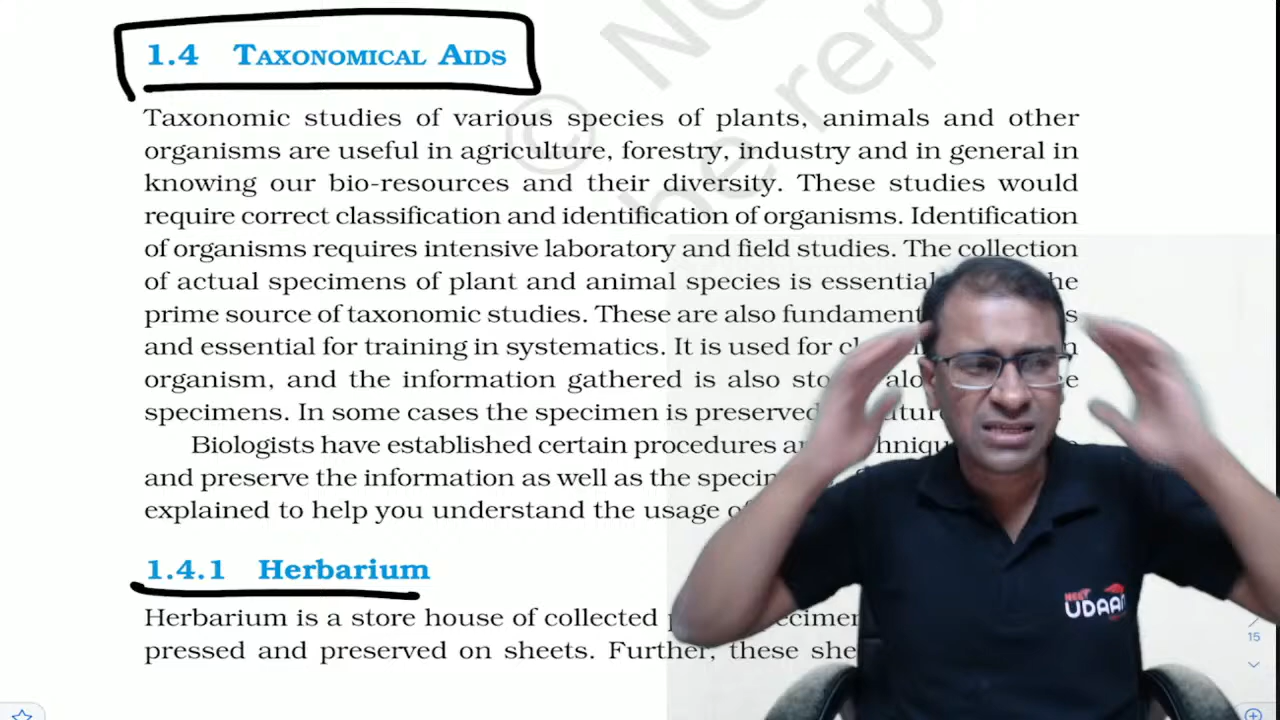 1.4 TAXONOMICAL AIDS
Taxonomic studies of various species of plants, animals and other
organisms are useful in agriculture, forestry, industry and in general in
knowing our bio-resources and their diversity. These studies would
require correct classification and identification of organisms. Identification
of organisms requires intensive laboratory and field studies. The collection
of actual specimens of plant and animal species is essential
prime source of taxonomic studies. These are also
and essential for training in systematics. It is used for
organism, and the information gathered is also
specimens. In some cases the specimen is preserved
Biologists have established certain procedures
and preserve the information as well as the
explained to help you understand the usage
1.4.1 Herbarium
Herbarium is a store house of collected
pressed and preserved on sheets. Further, these
NEET
UDAAN
15